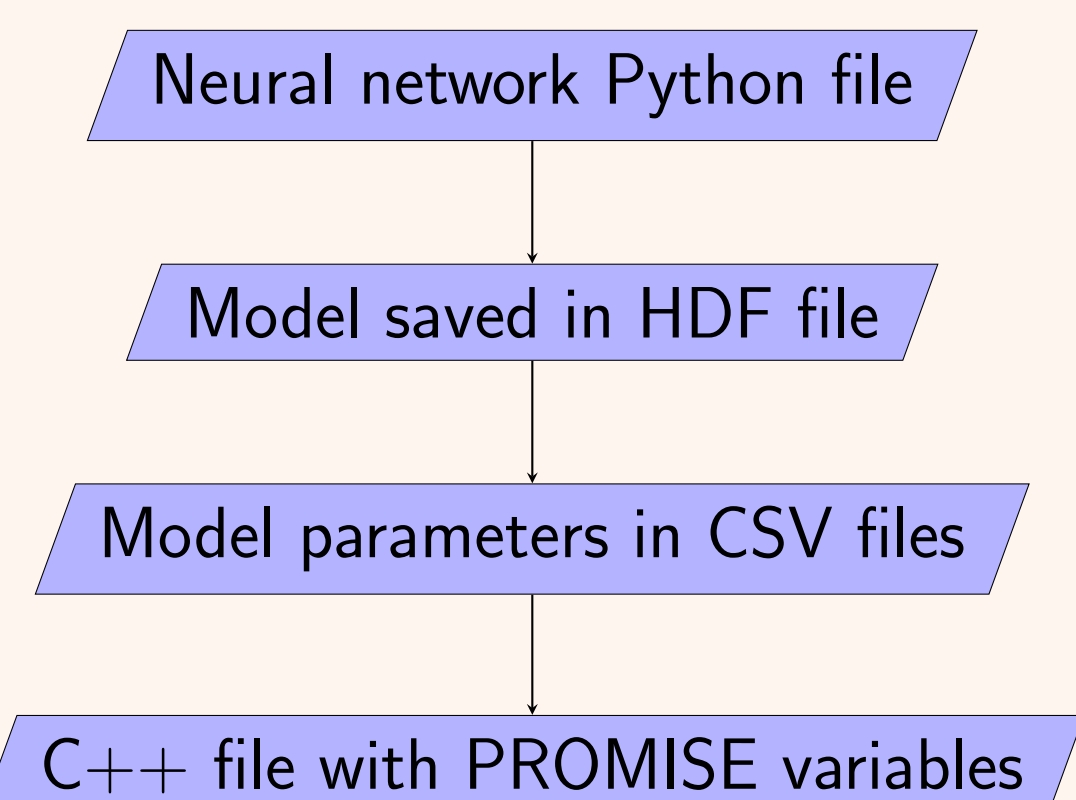 Neural network Python file
Model saved in HDF file
Model parameters in CSV files
C++ file with PROMISE variables